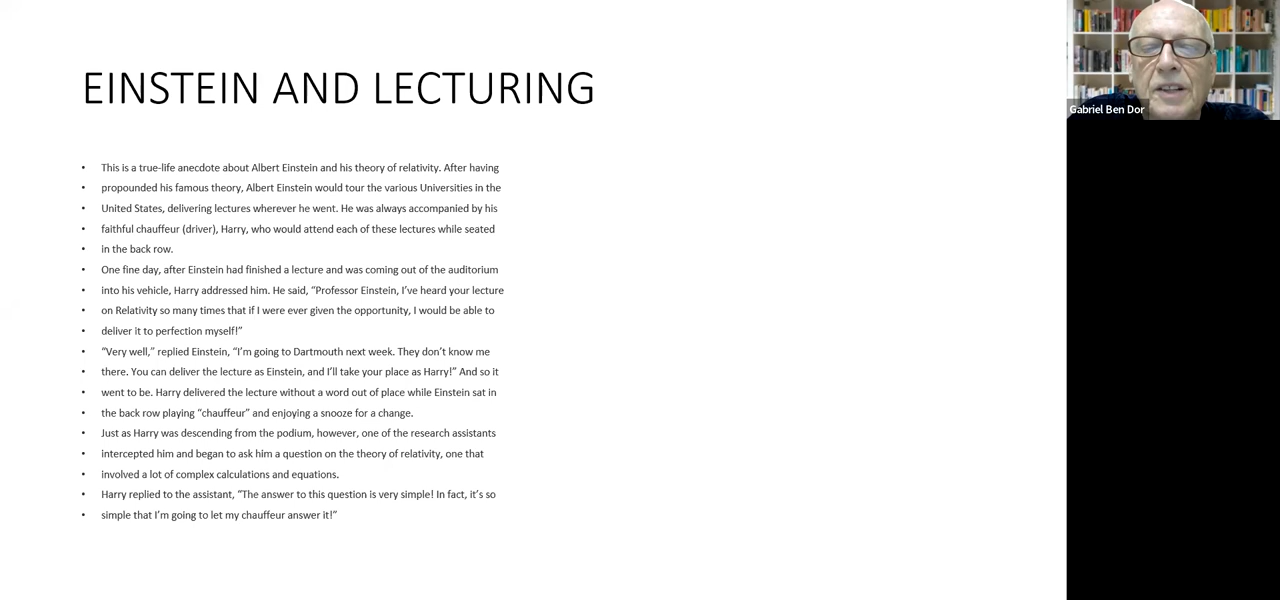 EINSTEIN AND LECTURING
• This is a true-life anecdote about Albert Einstein and his theory of relativity. After having
• propounded his famous theory, Albert Einstein would tour the various Universities in the
• United States, delivering lectures wherever he went. He was always accompanied by his
• faithful chauffeur (driver), Harry, who would attend each of these lectures while seated
• in the back row.
• One fine day, after Einstein had finished a lecture and was coming out of the auditorium
• into his vehicle, Harry addressed him. He said, “Professor Einstein, I’ve heard your lecture
• on Relativity so many times that if I were ever given the opportunity, I would be able to
• deliver it to perfection myself!”
• “Very well,” replied Einstein, “I’m going to Dartmouth next week. They don’t know me
• there. You can deliver the lecture as Einstein, and I’ll take your place as Harry!” And so it
• went to be. Harry delivered the lecture without a word out of place while Einstein sat in
• the back row playing “chauffeur” and enjoying a snooze for a change.
• Just as Harry was descending from the podium, however, one of the research assistants
• intercepted him and began to ask him a question on the theory of relativity, one that
• involved a lot of complex calculations and equations.
• Harry replied to the assistant, “The answer to this question is very simple! In fact, it’s so
• simple that I’m going to let my chauffeur answer it!”
Gabriel Ben Dor